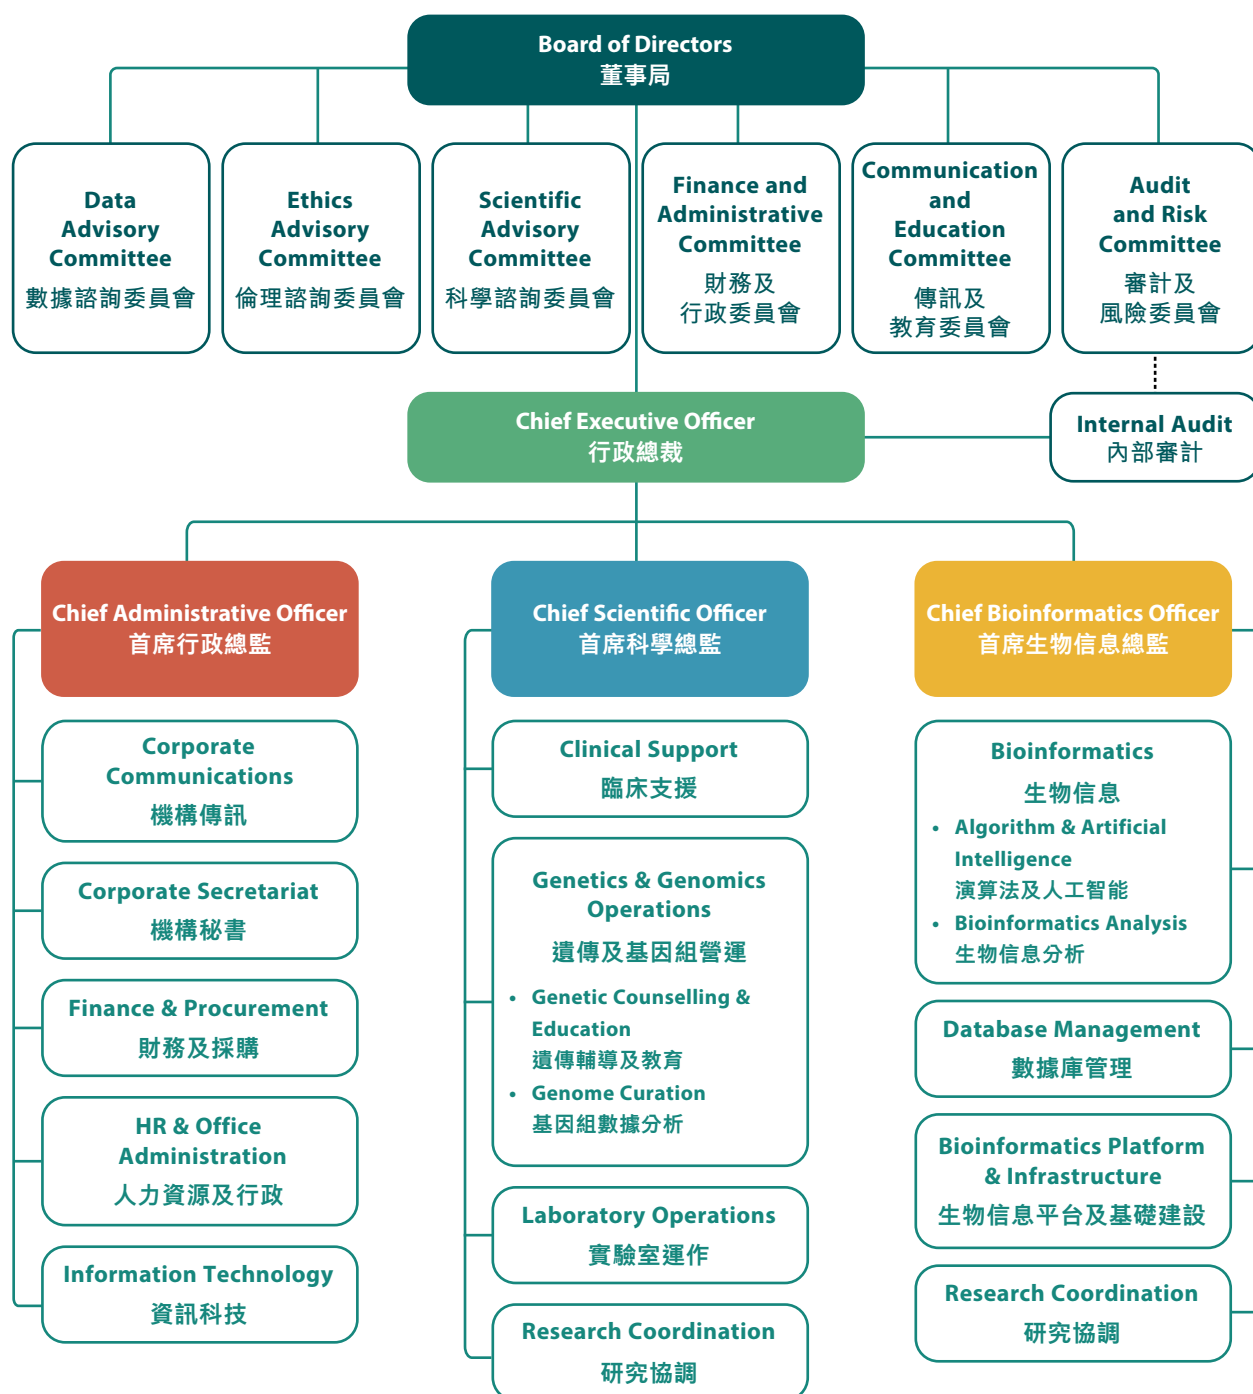 Board of Directors
董事局
Data
Advisory
Committee
數據諮詢委員會
Ethics
Advisory
Committee
倫理諮詢委員會
Scientific
Advisory
Committee
科學諮詢委員會
Finance and
Administrative
Committee
財務及
行政委員會
Communication
and
Education
Committee
傳訊及
教育委員會
Audit
and Risk
Committee
審計及
風險委員會
Chief Executive Officer
行政總裁
Internal Audit
內部審計
Chief Administrative Officer
首席行政總監
Corporate
Communications
機構傳訊
Corporate Secretariat
機構秘書
Finance & Procurement
財務及採購
HR & Office
Administration
人力資源及行政
Information Technology
資訊科技
Chief Scientific Officer
首席科學總監
Clinical Support
臨床支援
Genetics & Genomics
Operations
遺傳及基因組營運
• Genetic Counselling &
Education
遺傳輔導及教育
• Genome Curation
基因組數據分析
Laboratory Operations
實驗室運作
Research Coordination
研究協調
Chief Bioinformatics Officer
首席生物信息總監
Bioinformatics
生物信息
• Algorithm & Artificial
Intelligence
演算法及人工智能
• Bioinformatics Analysis
生物信息分析
Database Management
數據庫管理
Bioinformatics Platform
& Infrastructure
生物信息平台及基礎建設
Research Coordination
研究協調